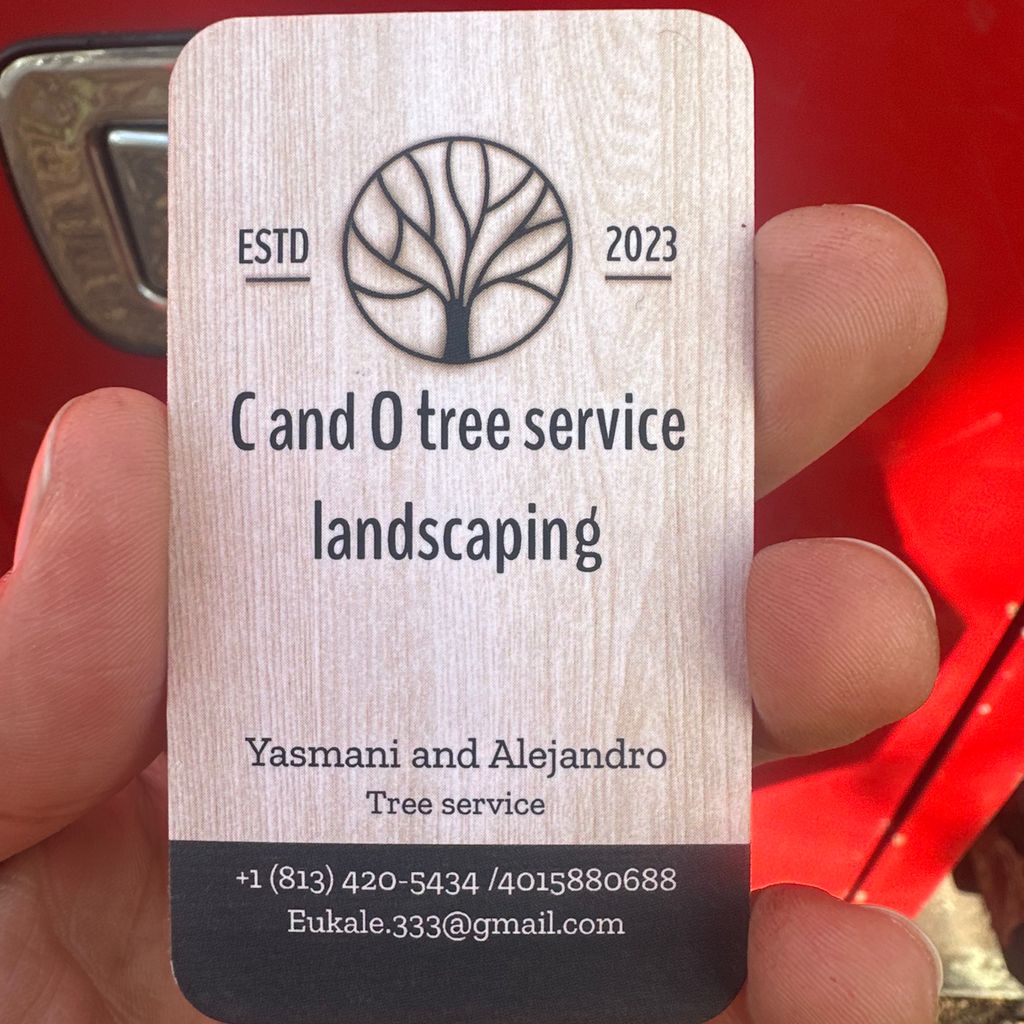 ESTD 2023
C and O tree service
landscaping
Yasmani and Alejandro
Tree service
+1 (813) 420-5434 /4015880688
Eukale.333@gmail.com